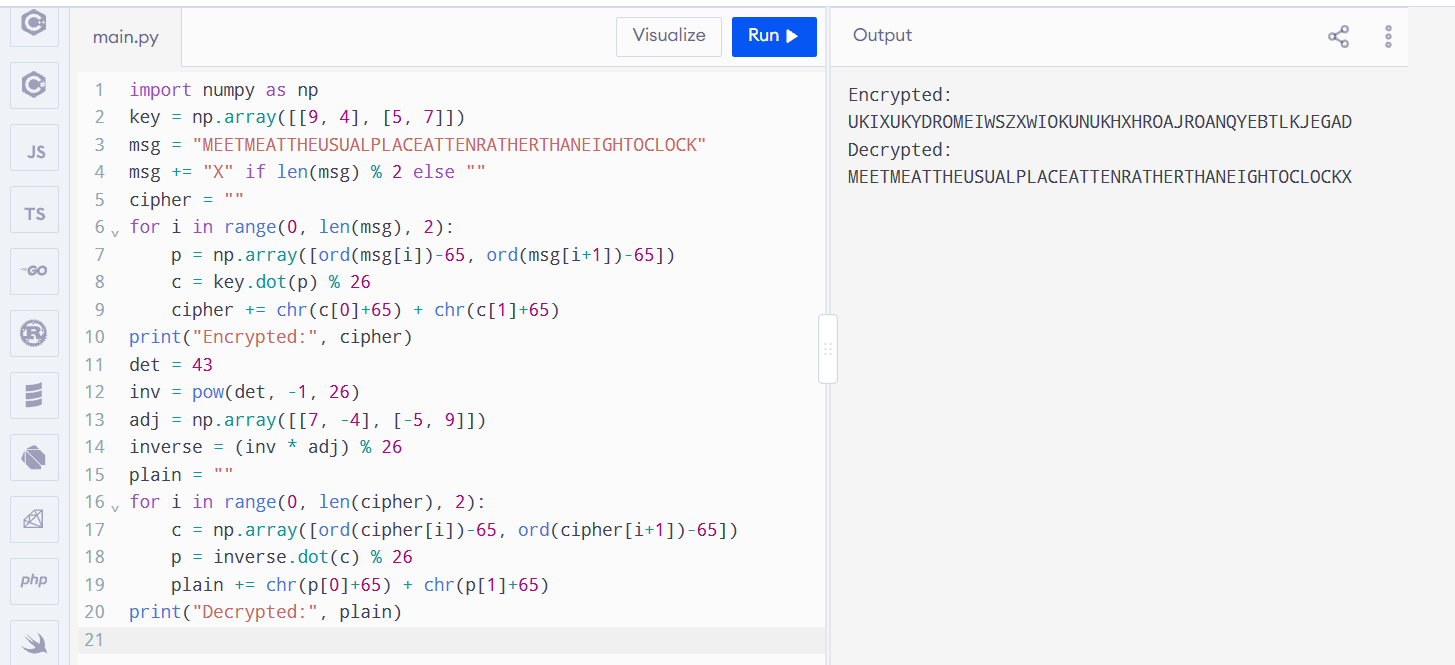 main.py
Visualize
Run
Output
JS
TS
GO
R
php
1 import numpy as np
2 key = np.array([[9, 4], [5, 7]])
3 msg = "MEETMEATTHEUSUALPLACEATTENRATHERTHANEIGHTOCLOCK"
4 msg += "X" if len(msg) % 2 else ""
5 cipher = ""
6 for i in range(0, len(msg), 2):
7     p = np.array([ord(msg[i])-65, ord(msg[i+1])-65])
8     c = key.dot(p) % 26
9     cipher += chr(c[0]+65) + chr(c[1]+65)
10 print("Encrypted:", cipher)
11 det = 43
12 inv = pow(det, -1, 26)
13 adj = np.array([[7, -4], [-5, 9]])
14 inverse = (inv * adj) % 26
15 plain = ""
16 for i in range(0, len(cipher), 2):
17     c = np.array([ord(cipher[i])-65, ord(cipher[i+1])-65])
18     p = inverse.dot(c) % 26
19     plain += chr(p[0]+65) + chr(p[1]+65)
20 print("Decrypted:", plain)
21
Encrypted:
UKIXUKYDROMEIWSZXWIOKUNUKHXHROAJROANQYEBTLKJEGAD
Decrypted:
MEETMEATTHEUSUALPLACEATTENRATHERTHANEIGHTOCLOCKX